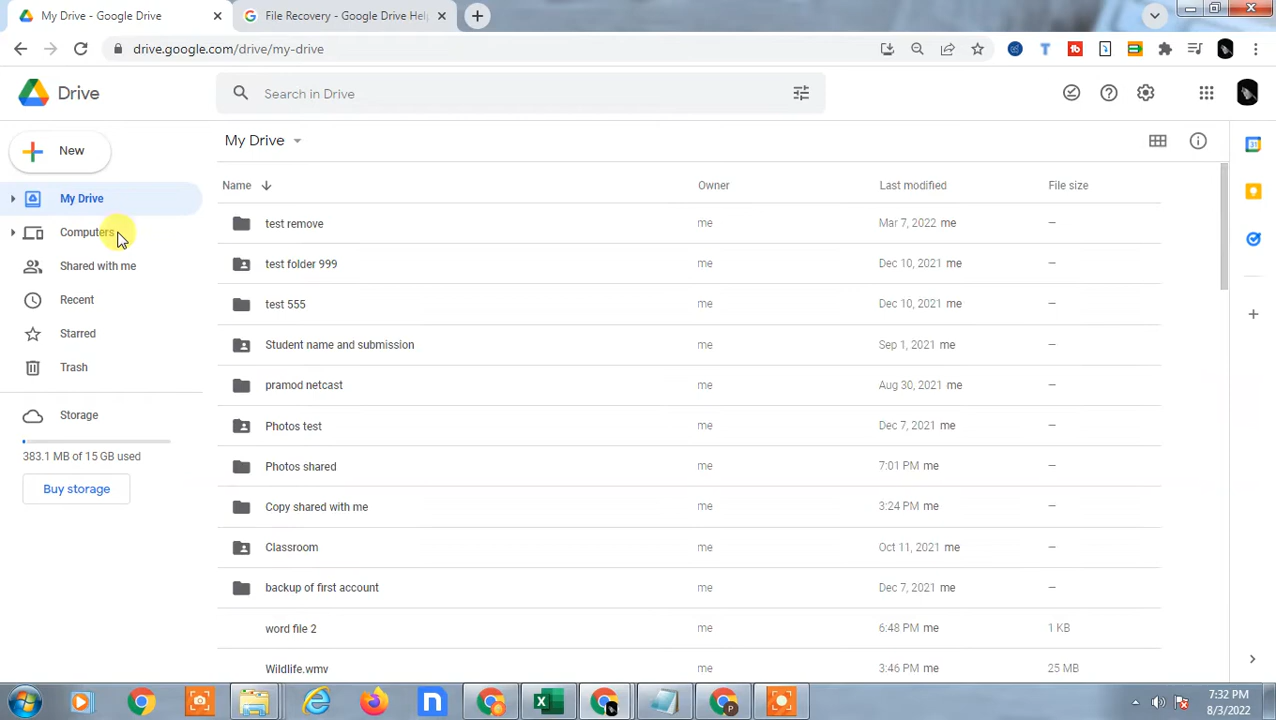 My Drive - Google Drive
File Recovery - Google Drive Hel
drive.google.com/drive/my-drive
Drive
Search in Drive
New
My Drive
Computers
Shared with me
Recent
Starred
Trash
Storage
383.1 MB of 15 GB used
Buy storage
My Drive
Name Owner Last modified File size
test remove me Mar 7, 2022 me –
test folder 999 me Dec 10, 2021 me –
test 555 me Dec 10, 2021 me –
Student name and submission me Sep 1, 2021 me –
pramod netcast me Aug 30, 2021 me –
Photos test me Dec 7, 2021 me –
Photos shared me 7:01 PM me –
Copy shared with me me 3:24 PM me –
Classroom me Oct 11, 2021 me –
backup of first account me Dec 7, 2021 me –
word file 2 me 6:48 PM me 1 KB
Wildlife.wmv me 3:46 PM me 25 MB
7:32 PM
8/3/2022